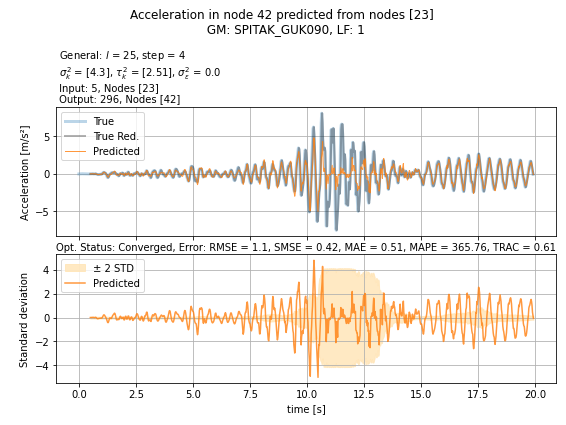 Acceleration in node 42 predicted from nodes [23]
GM: SPITAK_GUK090, LF: 1
General: l = 25, step = 4
σ²ₖ = [4.3], τ²ₖ = [2.51], σ²ε = 0.0
Input: 5, Nodes [23]
Output: 296, Nodes [42]
True
True Red.
Predicted
Acceleration [m/s²]
5
0
−5
Opt. Status: Converged, Error: RMSE = 1.1, SMSE = 0.42, MAE = 0.51, MAPE = 365.76, TRAC = 0.61
± 2 STD
Predicted
Standard deviation
4
2
0
−2
−4
0.0 2.5 5.0 7.5 10.0 12.5 15.0 17.5 20.0
time [s]